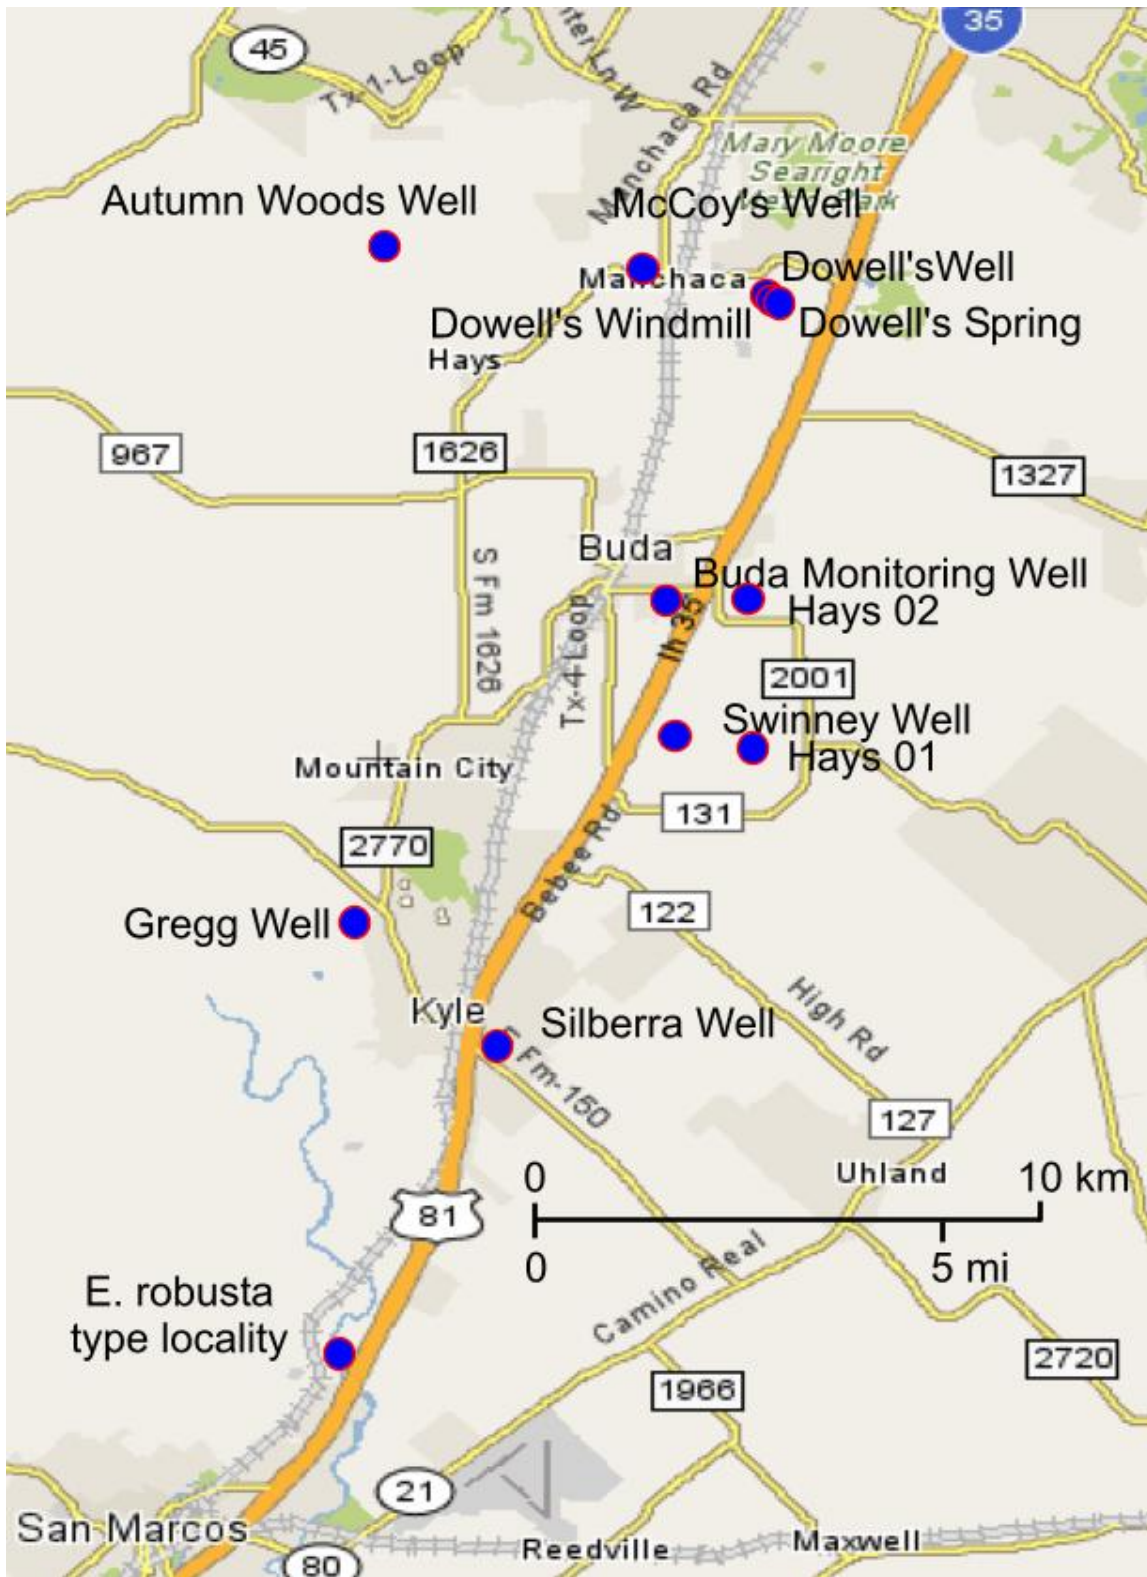 35
45
Tx-1-Loop
nter Ln W
Manchaca Rd
Mary Moore
Searight
Park
Autumn Woods Well
McCoy's Well
Manchaca
Dowell'sWell
Dowell's Windmill
Dowell's Spring
Hays
967
1626
1327
Buda
Buda Monitoring Well
Hays 02
S Fm 1626
Tx-4-Loop
Ih 35
2001
Swinney Well
Hays 01
Mountain City
131
2770
Bebee Rd
122
Gregg Well
High Rd
Kyle
Silberra Well
E Fm-150
127
Uhland
0
10 km
81
0
5 mi
Camino Real
E. robusta
type locality
2720
1966
21
San Marcos
80
Reedville
Maxwell